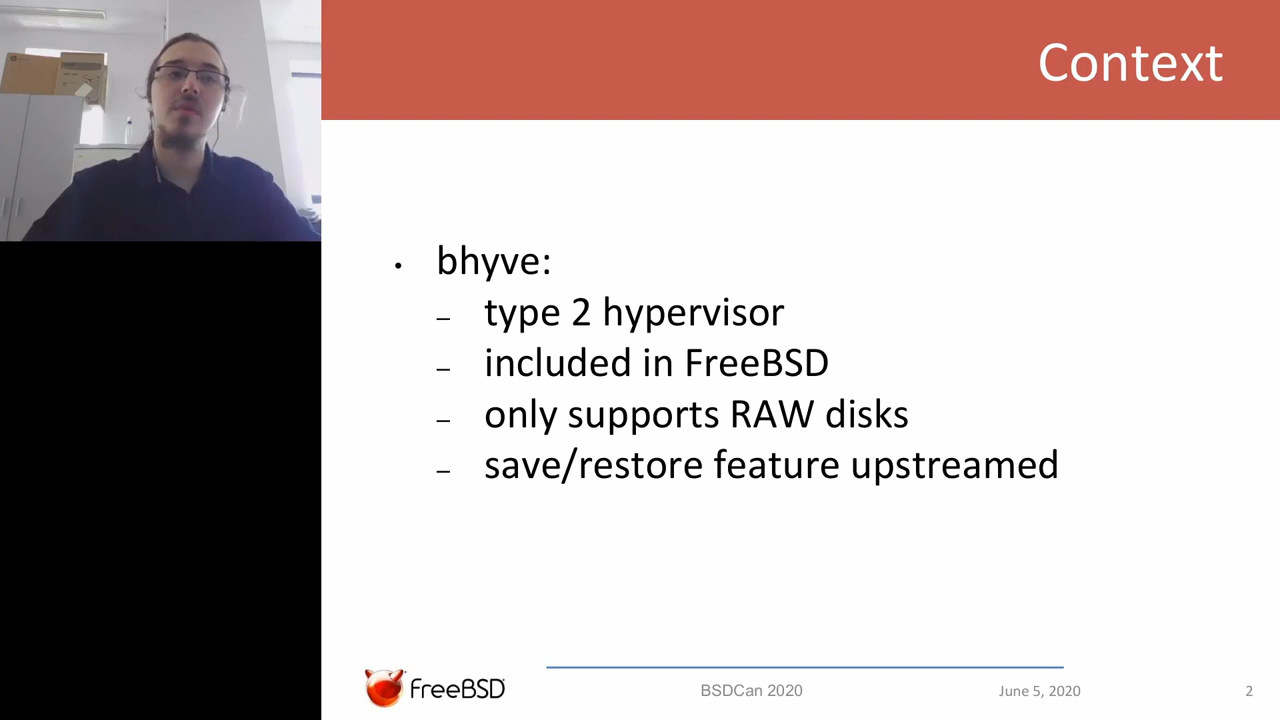 Context
• bhyve:
– type 2 hypervisor
– included in FreeBSD
– only supports RAW disks
– save/restore feature upstreamed
FreeBSD
BSDCan 2020
June 5, 2020
2